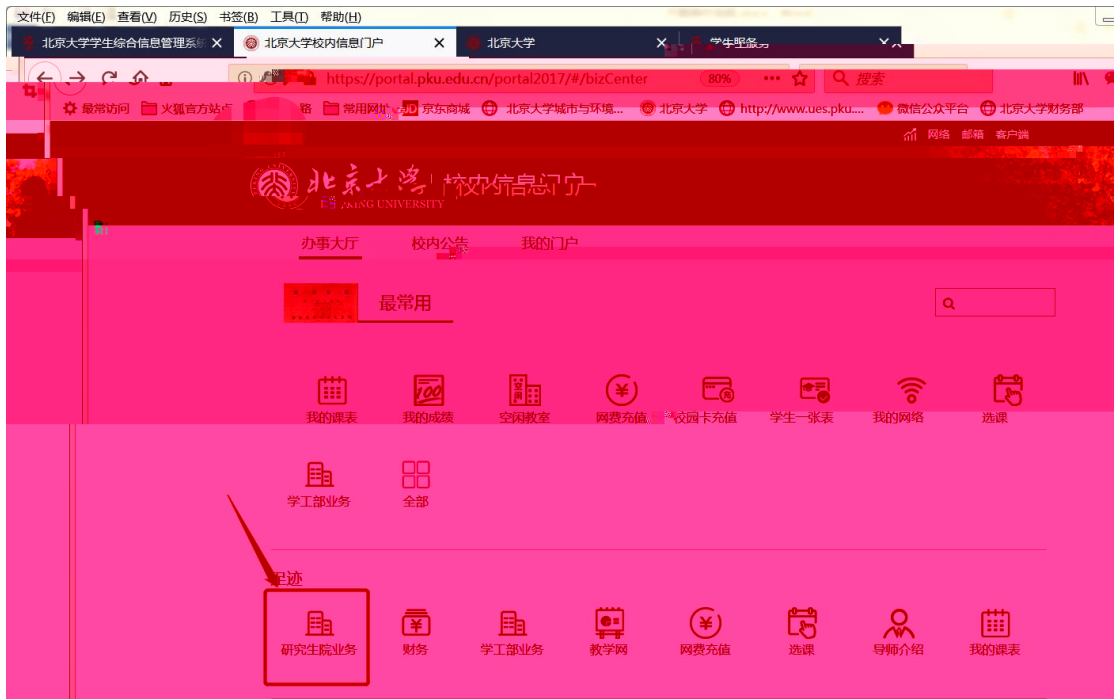 文件(F) 编辑(E) 查看(V) 历史(S) 书签(B) 工具(T) 帮助(H)
北京大学学生综合信息管理系统 北京大学校内信息门户 北京大学
https://portal.pku.edu.cn/portal2017/#/bizCenter 80% 搜索
最常访问 火狐官方站点 常用网址 JD 京东商城 北京大学城市与环境... 北京大学 http://www.ues.pku.... 微信公众平台 北京大学财务部
网络 邮箱 客户端
北京大学 校内信息门户
PEKING UNIVERSITY
办事大厅 校内公告 我的门户
最常用
我的课表 我的成绩 空闲教室 网费充值 校园卡充值 学生一张表 我的网络 选课
学工部业务 全部
足迹
研究生院业务 财务 学工部业务 教学网 网费充值 选课 导师介绍 我的课表